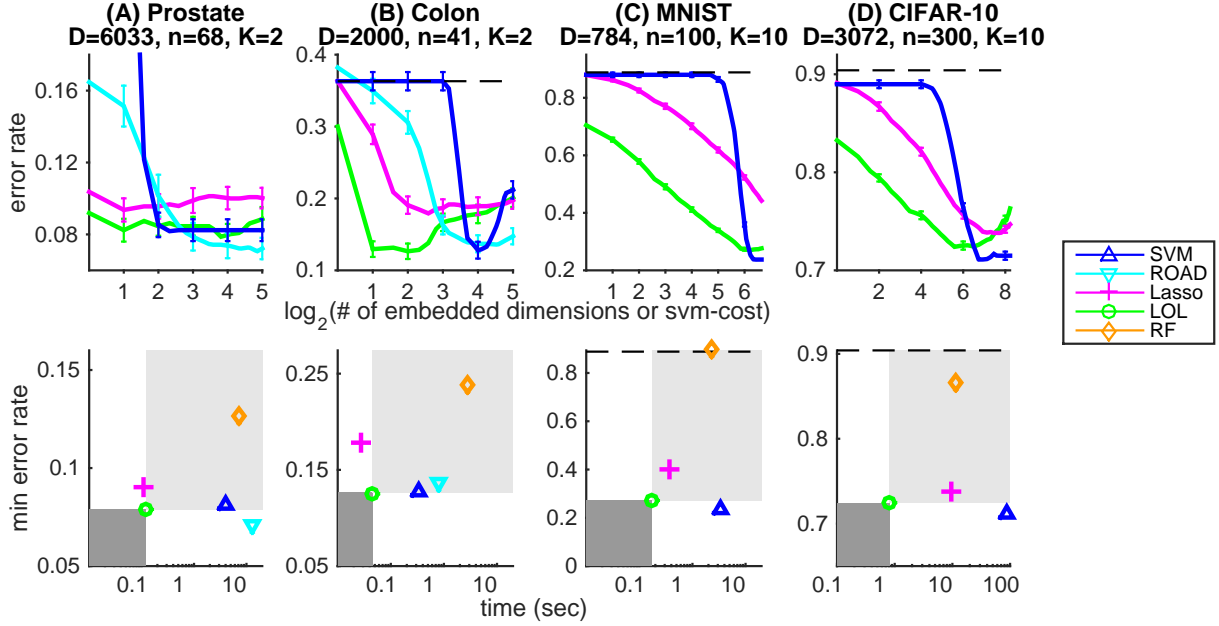 (A) Prostate
D=6033, n=68, K=2
(B) Colon
D=2000, n=41, K=2
(C) MNIST
D=784, n=100, K=10
(D) CIFAR-10
D=3072, n=300, K=10
error rate
0.16
0.12
0.08
1 2 3 4 5
0.4
0.3
0.2
0.1
1 2 3 4 5
0.8
0.6
0.4
0.2
1 2 3 4 5 6
0.9
0.8
0.7
2 4 6 8
log2(# of embedded dimensions or svm-cost)
SVM
ROAD
Lasso
LOL
RF
min error rate
0.15
0.1
0.05
0.1 1 10
0.25
0.15
0.05
0.1 1 10
0.8
0.6
0.4
0.2
0
0.1 1 10
0.9
0.8
0.7
0.1 1 10 100
time (sec)